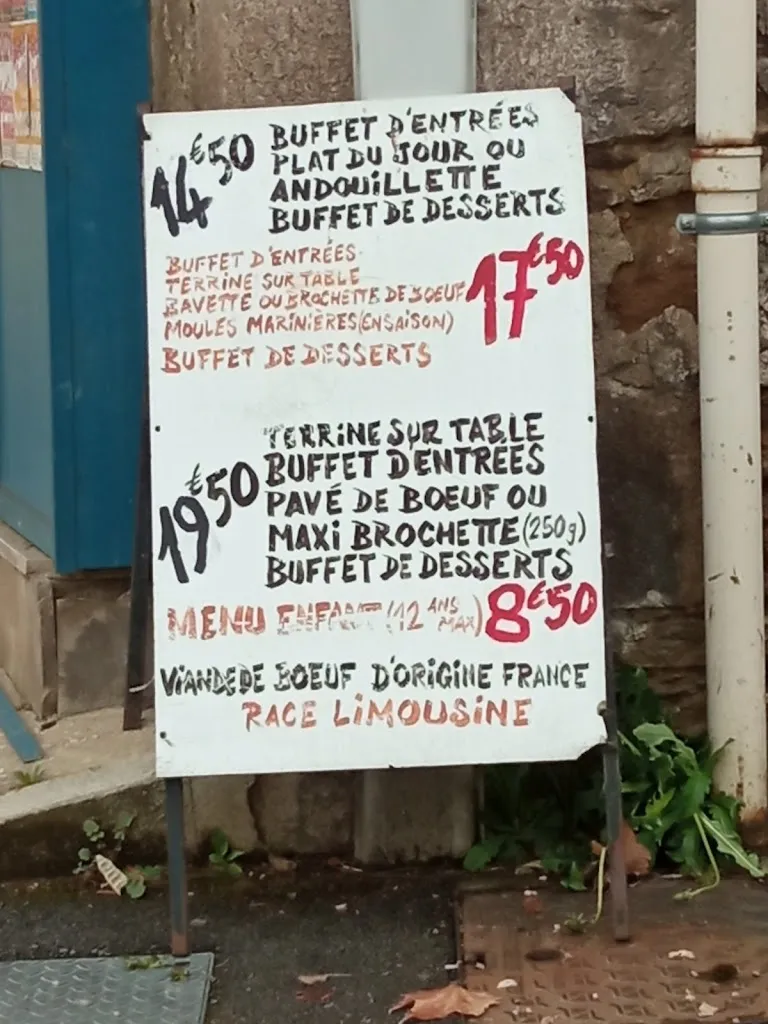 14€50
BUFFET D'ENTRÉES
PLAT DU JOUR OU
ANDOUiLLETTE
BUFFET DE DESSERTS
BUFFET D'ENTRÉES
TERRINE SUR TABLE
BAVETTE OU BROCHETTE DE BOEUF
MOULES MARINIÈRES (EN SAISON)
BUFFET DE DESSERTS
17€50
TERRiNE SUR TABLE
BUFFET D'ENTREES
19€50
PAVÉ DE BOEUF OU
MAXi BROCHETTE (250g)
BUFFET DE DESSERTS
MENU ENFANT (12 ANS MAX) 8€50
ViANDE DE BOEUF D'ORiGiNE FRANCE
RACE LiMOUSiNE